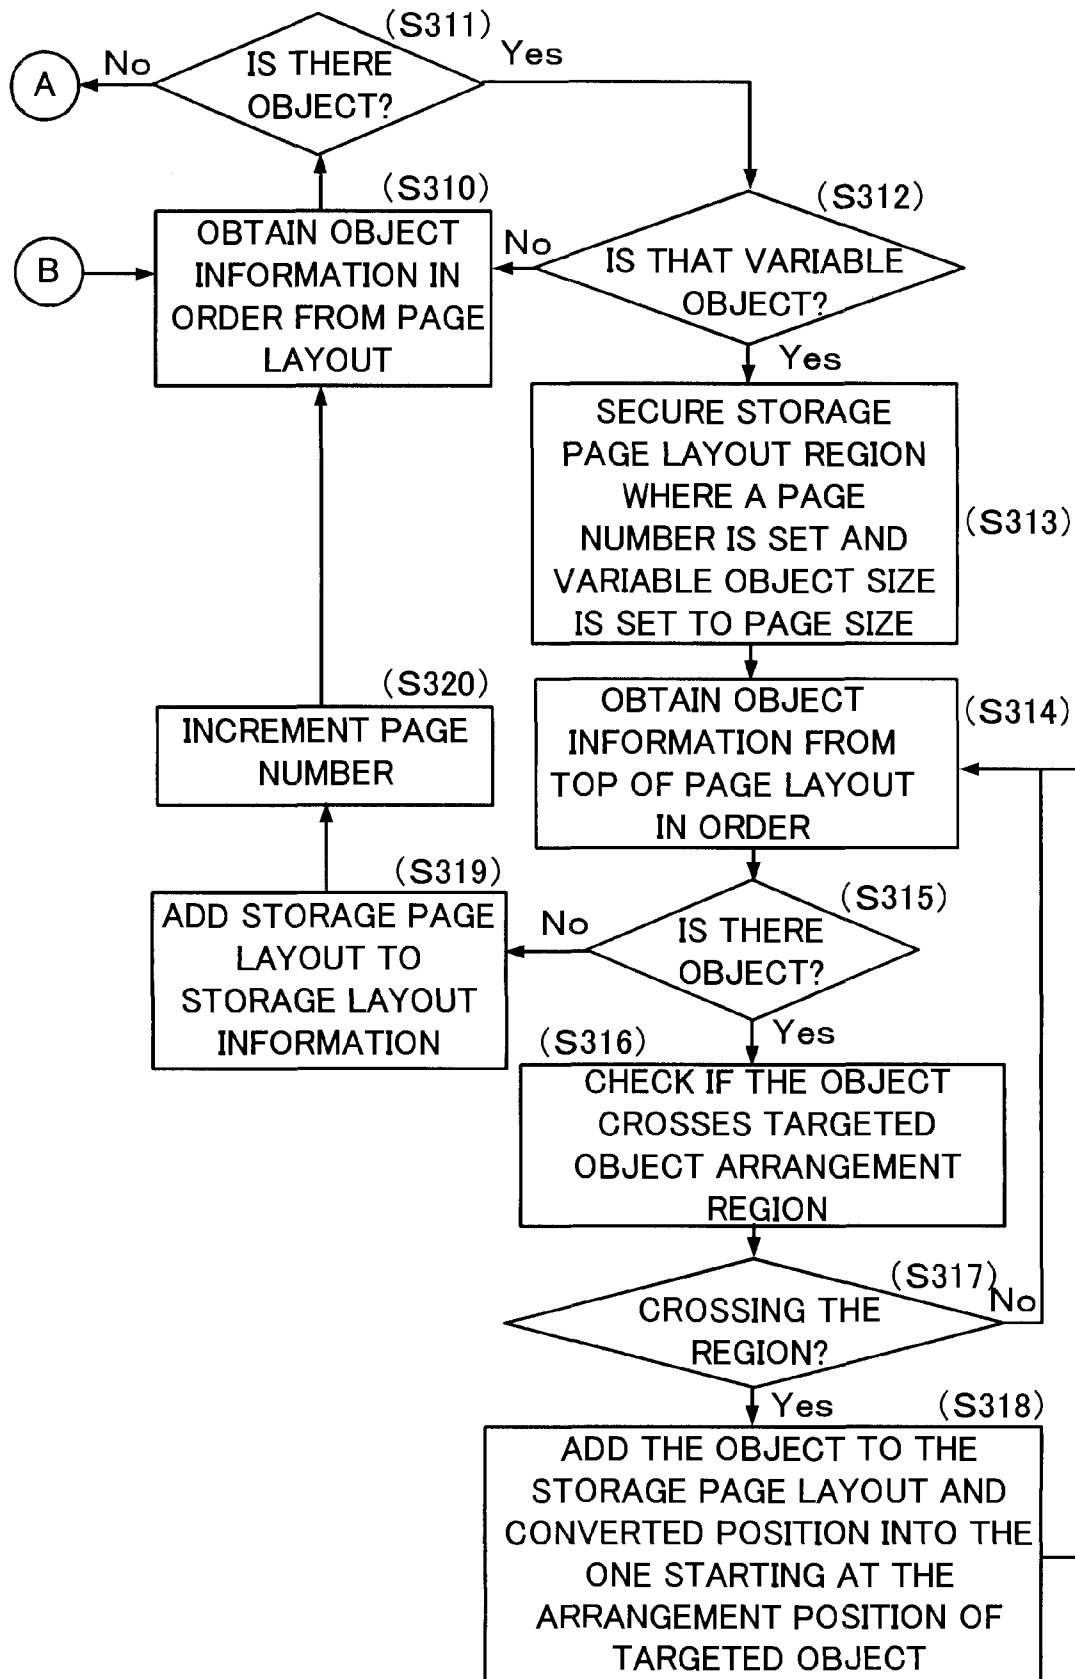 (S311)
No
Yes
A
IS THERE
OBJECT?
(S310)
(S312)
OBTAIN OBJECT
INFORMATION IN
ORDER FROM PAGE
LAYOUT
B
No
IS THAT VARIABLE
OBJECT?
Yes
SECURE STORAGE
PAGE LAYOUT REGION
WHERE A PAGE
NUMBER IS SET AND
VARIABLE OBJECT SIZE
IS SET TO PAGE SIZE
(S313)
(S320)
INCREMENT PAGE
NUMBER
OBTAIN OBJECT
INFORMATION FROM
TOP OF PAGE LAYOUT
IN ORDER
(S314)
(S319)
ADD STORAGE PAGE
LAYOUT TO
STORAGE LAYOUT
INFORMATION
No
(S315)
IS THERE
OBJECT?
Yes
(S316)
CHECK IF THE OBJECT
CROSSES TARGETED
OBJECT ARRANGEMENT
REGION
(S317)
No
CROSSING THE
REGION?
Yes
(S318)
ADD THE OBJECT TO THE
STORAGE PAGE LAYOUT AND
CONVERTED POSITION INTO THE
ONE STARTING AT THE
ARRANGEMENT POSITION OF
TARGETED OBJECT